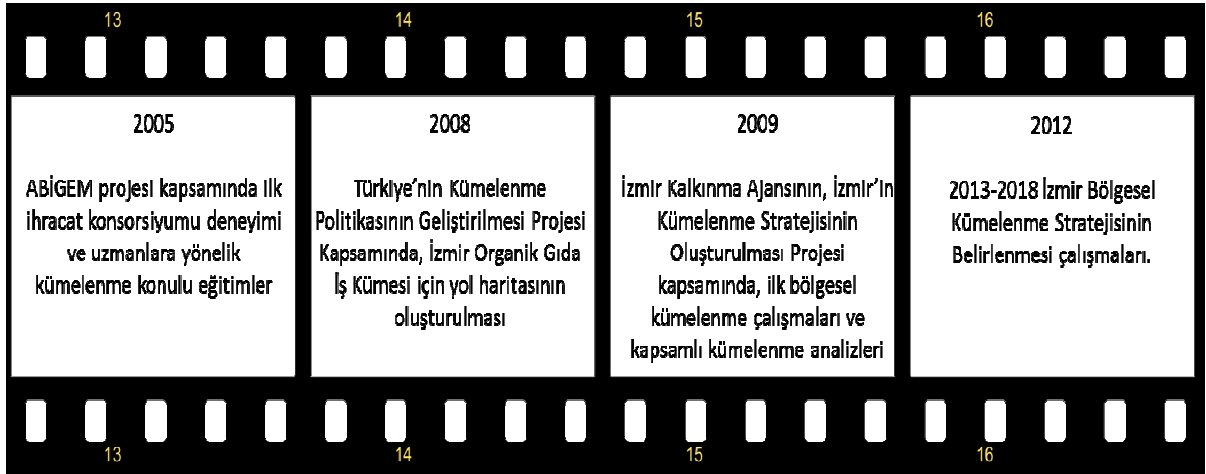 13 14 15 16
2005
ABİGEM projesi kapsamında ilk
ihracat konsorsiyumu deneyimi
ve uzmanlara yönelik
kümelenme konulu eğitimler
2008
Türkiye'nin Kümelenme
Politikasının Geliştirilmesi Projesi
Kapsamında, İzmir Organik Gıda
İş Kümesi için yol haritasının
oluşturulması
2009
İzmir Kalkınma Ajansının, İzmir'in
Kümelenme Stratejisinin
Oluşturulması Projesi
kapsamında, ilk bölgesel
kümelenme çalışmaları ve
kapsamlı kümelenme analizleri
2012
2013-2018 İzmir Bölgesel
Kümelenme Stratejisinin
Belirlenmesi çalışmaları.
13 14 15 16